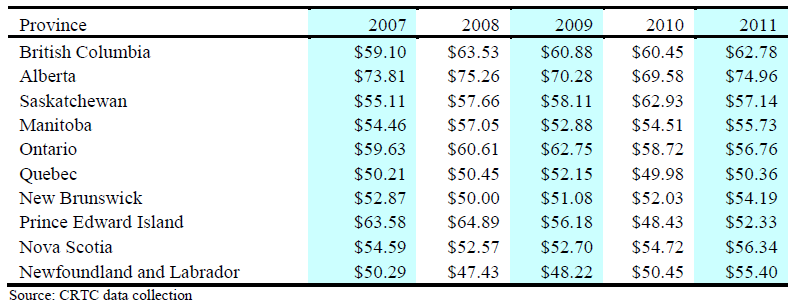 Province 2007 2008 2009 2010 2011
British Columbia $59.10 $63.53 $60.88 $60.45 $62.78
Alberta $73.81 $75.26 $70.28 $69.58 $74.96
Saskatchewan $55.11 $57.66 $58.11 $62.93 $57.14
Manitoba $54.46 $57.05 $52.88 $54.51 $55.73
Ontario $59.63 $60.61 $62.75 $58.72 $56.76
Quebec $50.21 $50.45 $52.15 $49.98 $50.36
New Brunswick $52.87 $50.00 $51.08 $52.03 $54.19
Prince Edward Island $63.58 $64.89 $56.18 $48.43 $52.33
Nova Scotia $54.59 $52.57 $52.70 $54.72 $56.34
Newfoundland and Labrador $50.29 $47.43 $48.22 $50.45 $55.40
Source: CRTC data collection